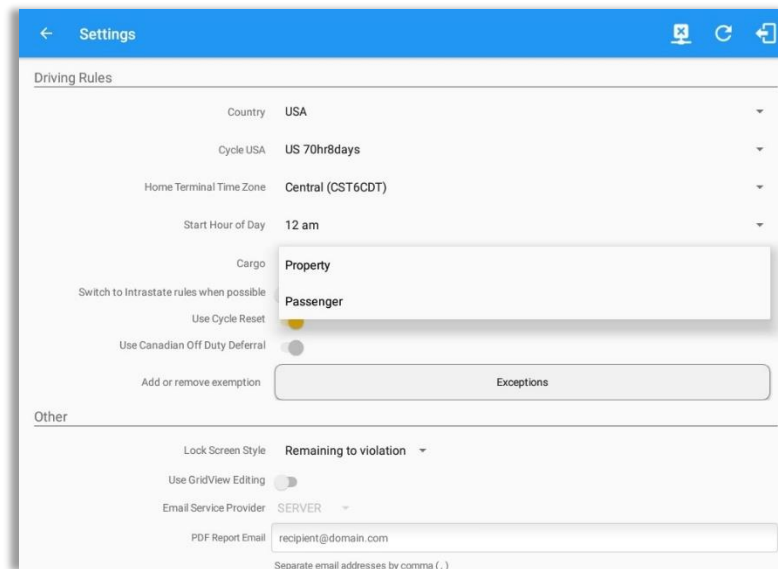 Settings
Driving Rules
Country USA
Cycle USA US 70hr8days
Home Terminal Time Zone Central (CST6CDT)
Start Hour of Day 12 am
Cargo Property
Switch to Intrastate rules when possible
Passenger
Use Cycle Reset
Use Canadian Off Duty Deferral
Add or remove exemption Exceptions
Other
Lock Screen Style Remaining to violation
Use GridView Editing
Email Service Provider SERVER
PDF Report Email recipient@domain.com
Separate email addresses by comma ( , )